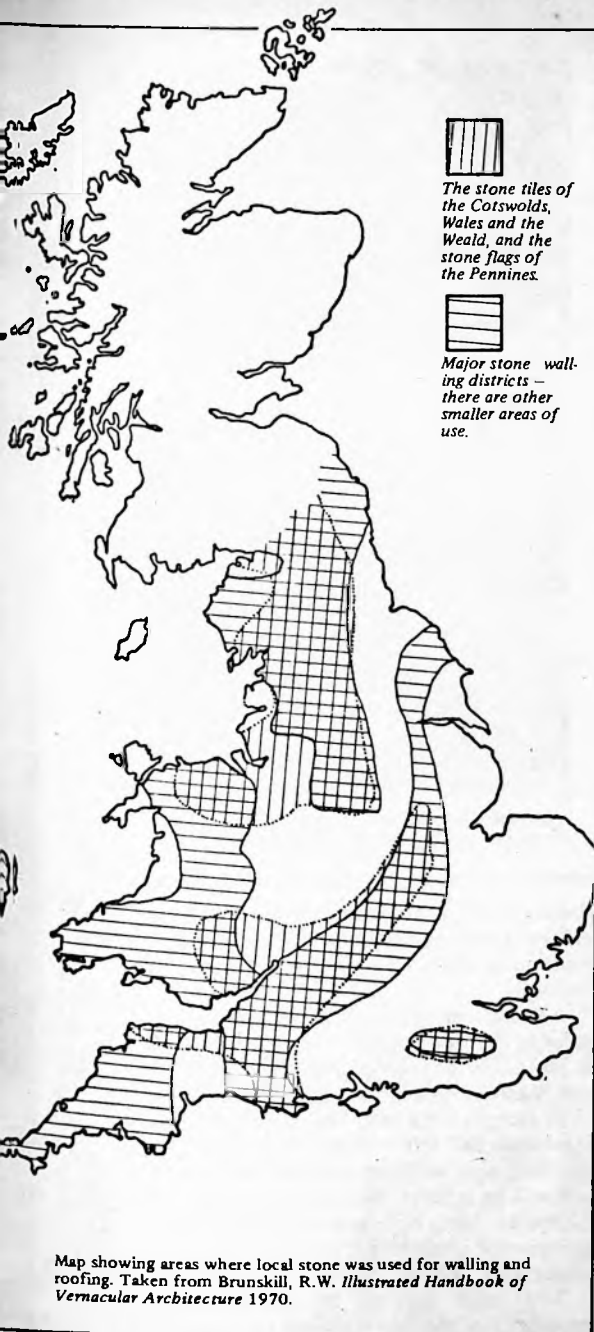 The stone tiles of
the Cotswolds,
Wales and the
Weald, and the
stone flags of
the Pennines.
Major stone wall-
ing districts –
there are other
smaller areas of
use.
Map showing areas where local stone was used for walling and
roofing. Taken from Brunskill, R.W. Illustrated Handbook of
Vernacular Architecture 1970.